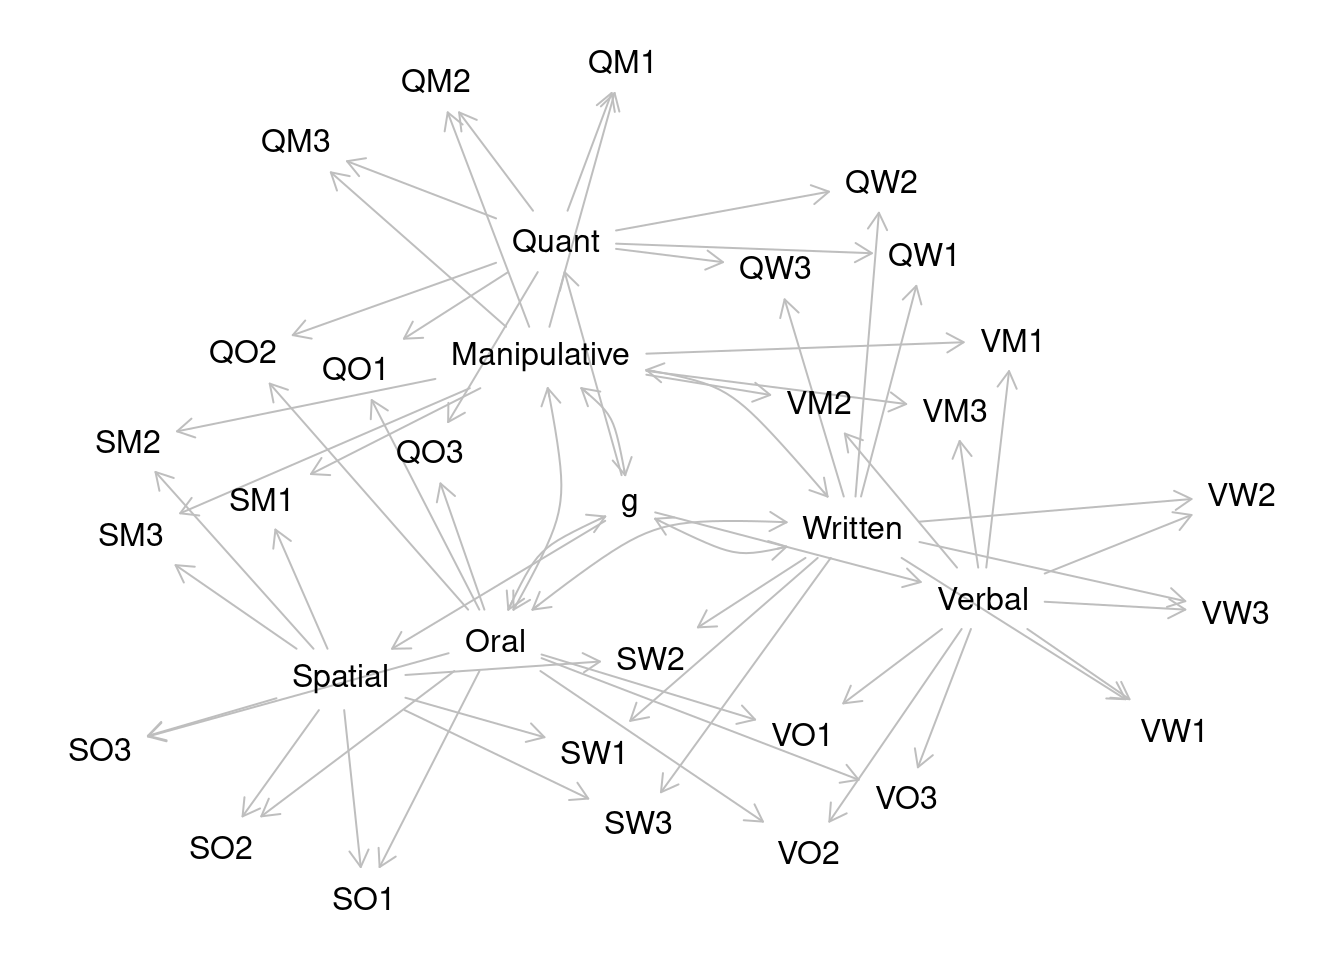 QM1
QM2
QM3
QW2
Quant
QW1
QW3
VM1
QO2
Manipulative
QO1
VM2
VM3
SM2
QO3
VW2
SM1
g
Written
SM3
Verbal
VW3
Oral
SW2
Spatial
VW1
VO1
SO3
SW1
VO3
SW3
SO2
VO2
SO1